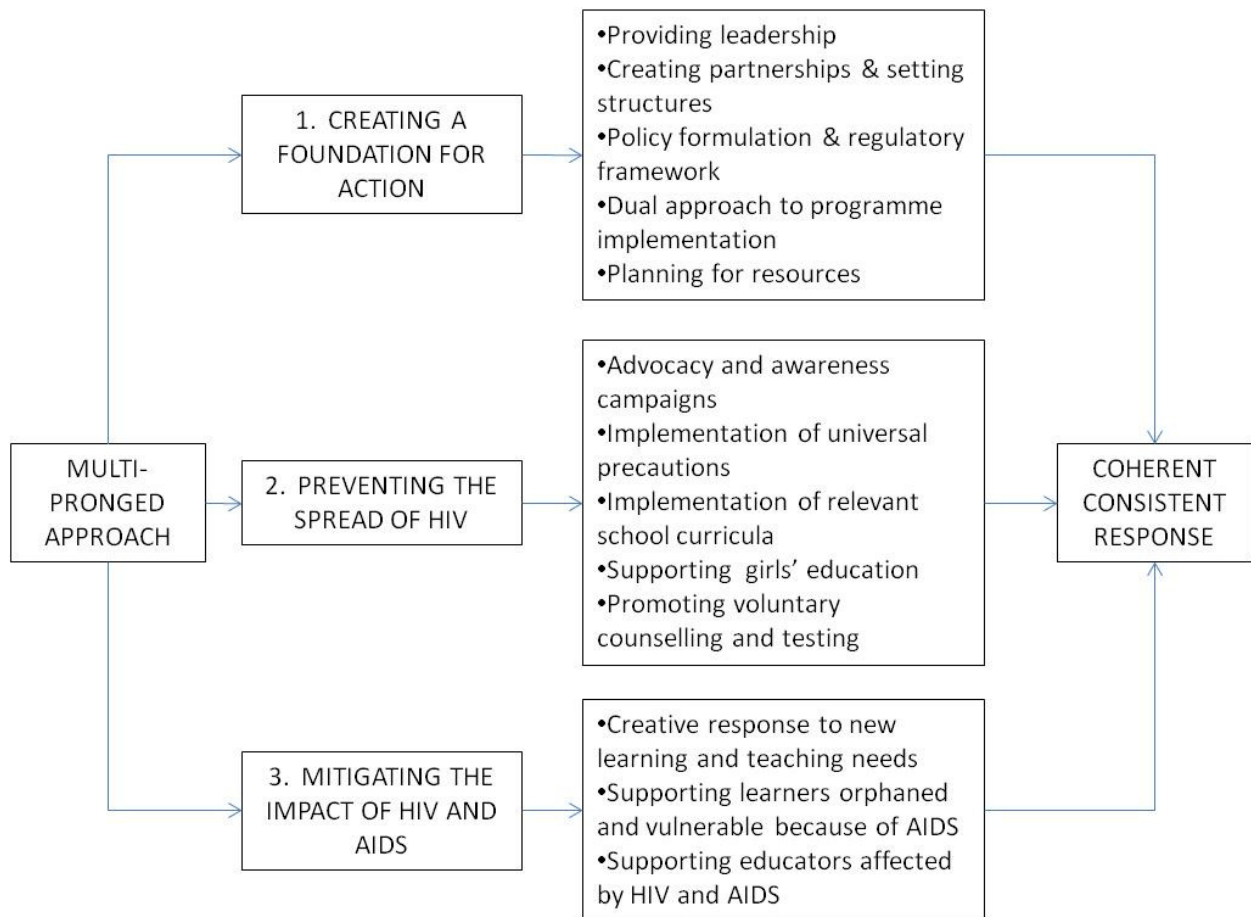 MULTI-
PRONGED
APPROACH
1. CREATING A
FOUNDATION FOR
ACTION
•Providing leadership
•Creating partnerships & setting
structures
•Policy formulation & regulatory
framework
•Dual approach to programme
implementation
•Planning for resources
2. PREVENTING THE
SPREAD OF HIV
•Advocacy and awareness
campaigns
•Implementation of universal
precautions
•Implementation of relevant
school curricula
•Supporting girls’ education
•Promoting voluntary
counselling and testing
3. MITIGATING THE
IMPACT OF HIV AND
AIDS
•Creative response to new
learning and teaching needs
•Supporting learners orphaned
and vulnerable because of AIDS
•Supporting educators affected
by HIV and AIDS
COHERENT
CONSISTENT
RESPONSE